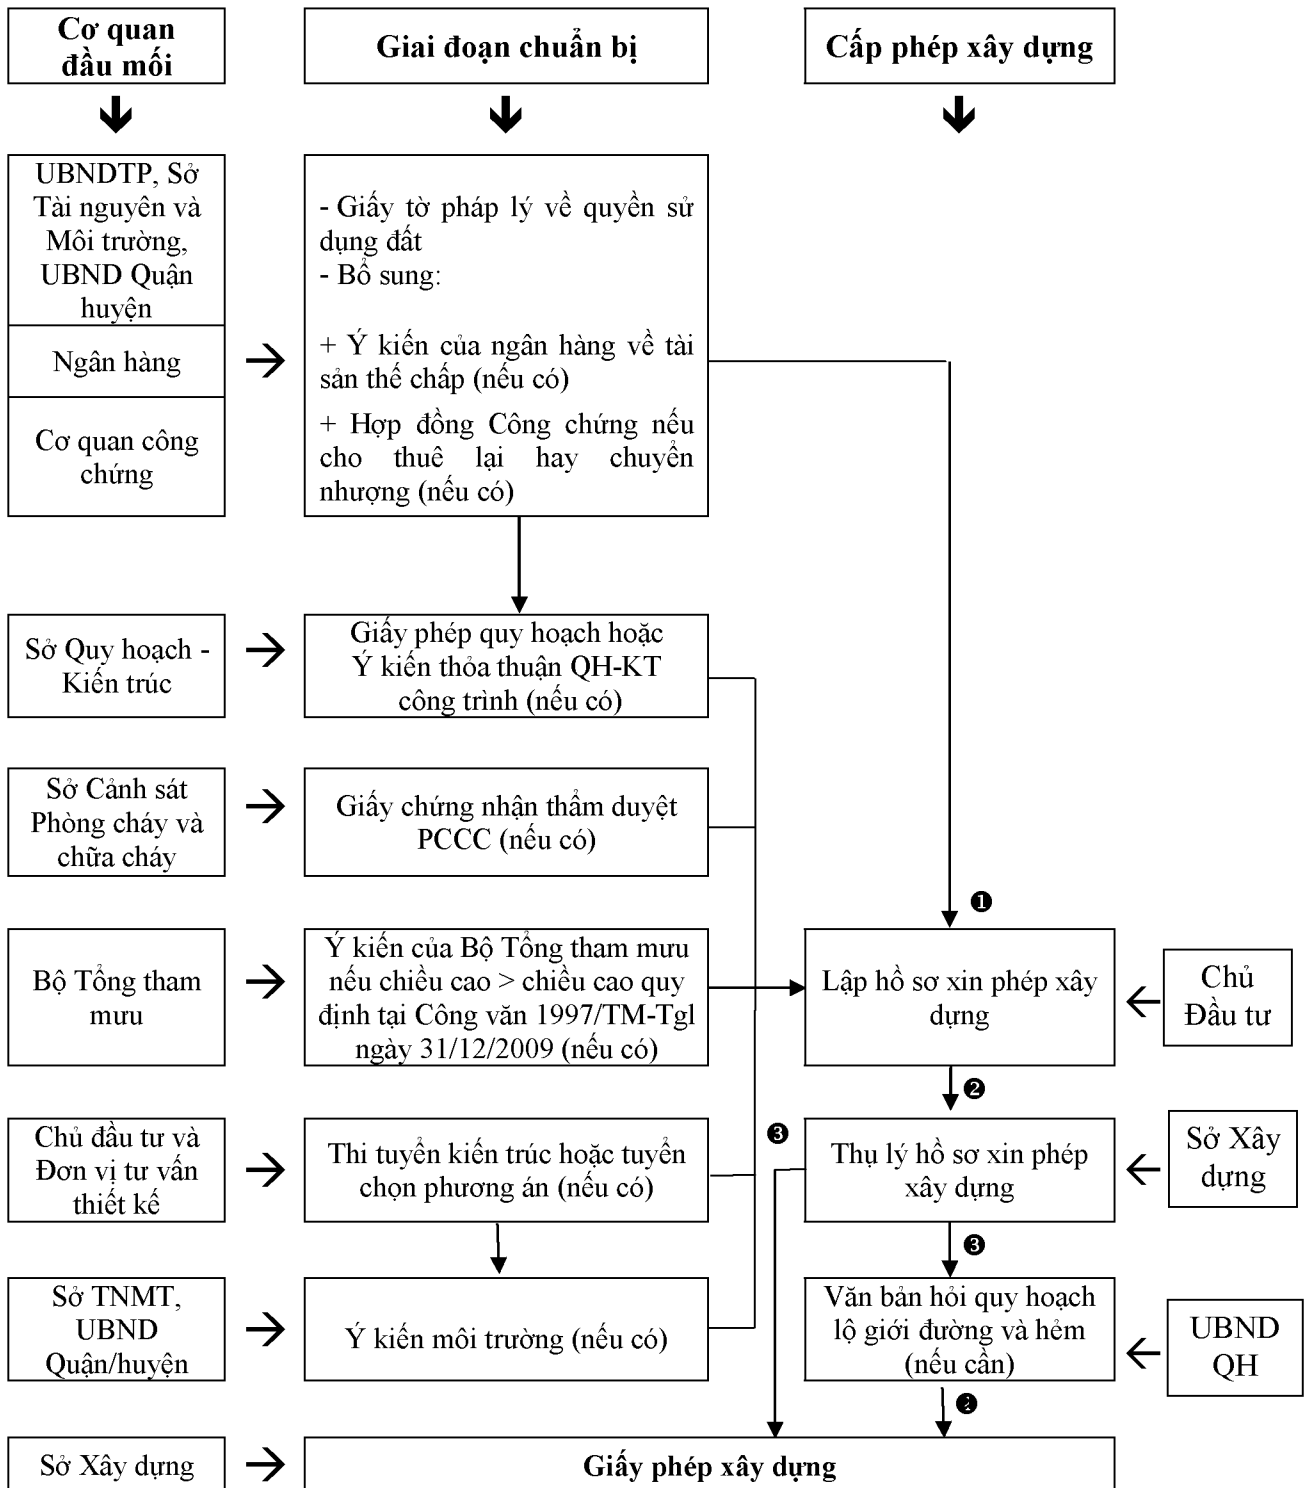 Cơ quan
đầu mối
Giai đoạn chuẩn bị
Cấp phép xây dựng
UBNDTP, Sở
Tài nguyên và
Môi trường,
UBND Quận
huyện
Ngân hàng
Cơ quan công
chứng
- Giấy tờ pháp lý về quyền sử
dụng đất
- Bổ sung:
+ Ý kiến của ngân hàng về tài
sản thế chấp (nếu có)
+ Hợp đồng Công chứng nếu
cho thuê lại hay chuyển
nhượng (nếu có)
Sở Quy hoạch -
Kiến trúc
Giấy phép quy hoạch hoặc
Ý kiến thỏa thuận QH-KT
công trình (nếu có)
Sở Cảnh sát
Phòng cháy và
chữa cháy
Giấy chứng nhận thẩm duyệt
PCCC (nếu có)
❶
Bộ Tổng tham
mưu
Ý kiến của Bộ Tổng tham mưu
nếu chiều cao > chiều cao quy
định tại Công văn 1997/TM-Tgl
ngày 31/12/2009 (nếu có)
Lập hồ sơ xin phép xây
dựng
Chủ
Đầu tư
❷
Chủ đầu tư và
Đơn vị tư vấn
thiết kế
Thi tuyển kiến trúc hoặc tuyển
chọn phương án (nếu có)
❸
Thụ lý hồ sơ xin phép
xây dựng
Sở Xây
dựng
❸
Sở TNMT,
UBND
Quận/huyện
Ý kiến môi trường (nếu có)
Văn bản hỏi quy hoạch
lộ giới đường và hẻm
(nếu cần)
UBND
QH
Sở Xây dựng
Giấy phép xây dựng